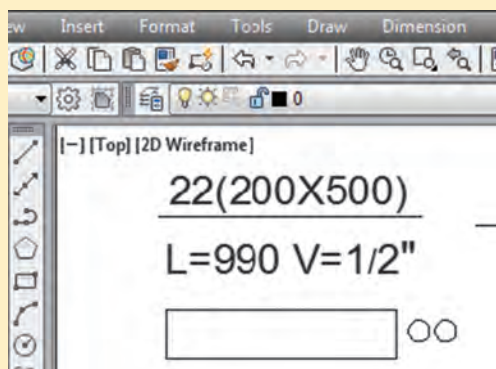 Insert Format Tools Draw Dimension
0
[−] [Top] [2D Wireframe]
22(200X500)
L=990 V=1/2"